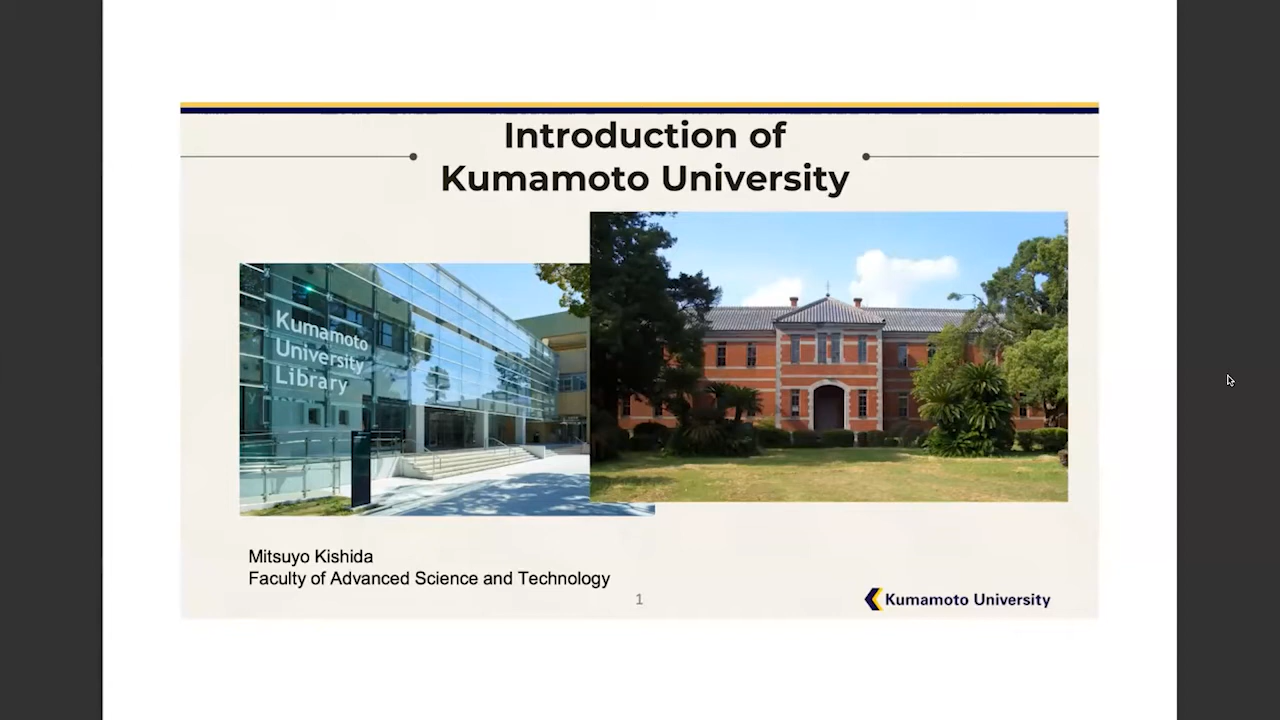 Introduction of
Kumamoto University
Kumamoto
University
Library
Mitsuyo Kishida
Faculty of Advanced Science and Technology
1
Kumamoto University